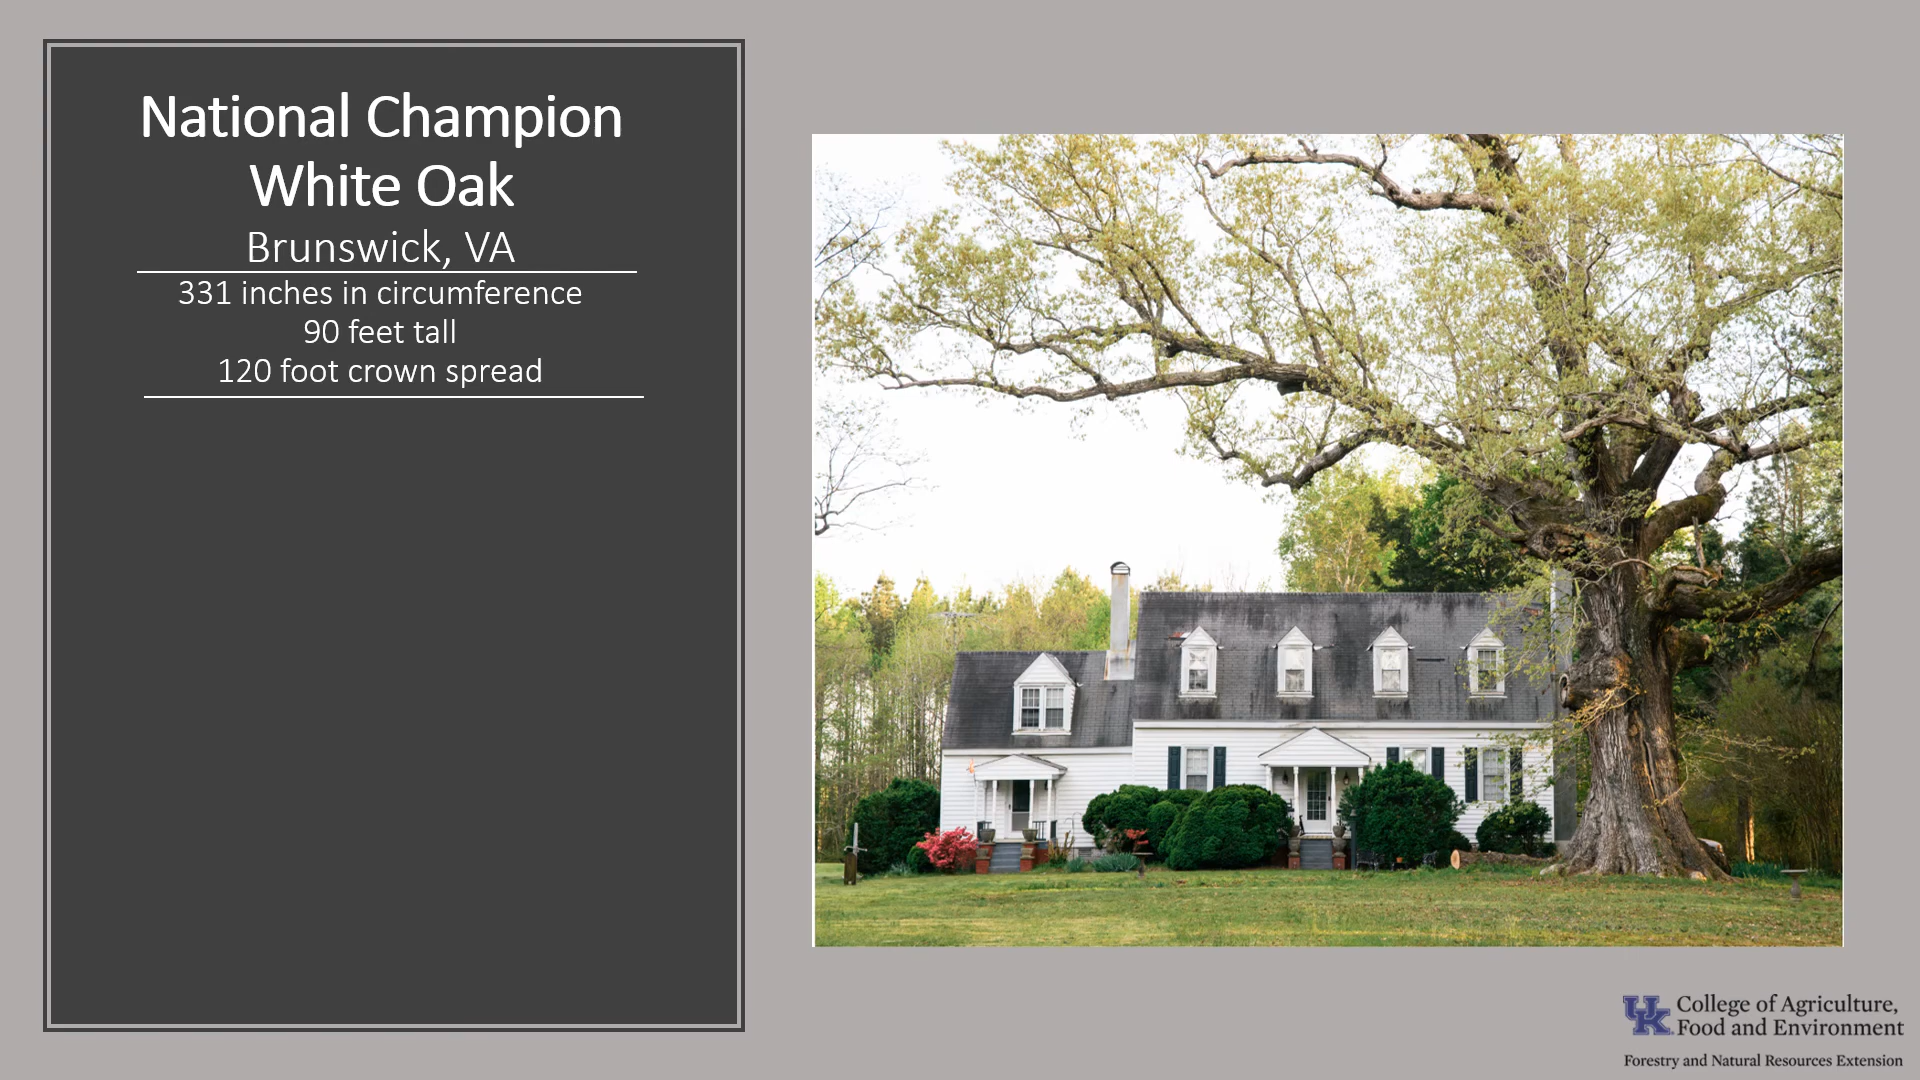 National Champion
White Oak
Brunswick, VA
331 inches in circumference
90 feet tall
120 foot crown spread
UK College of Agriculture,
Food and Environment
Forestry and Natural Resources Extension